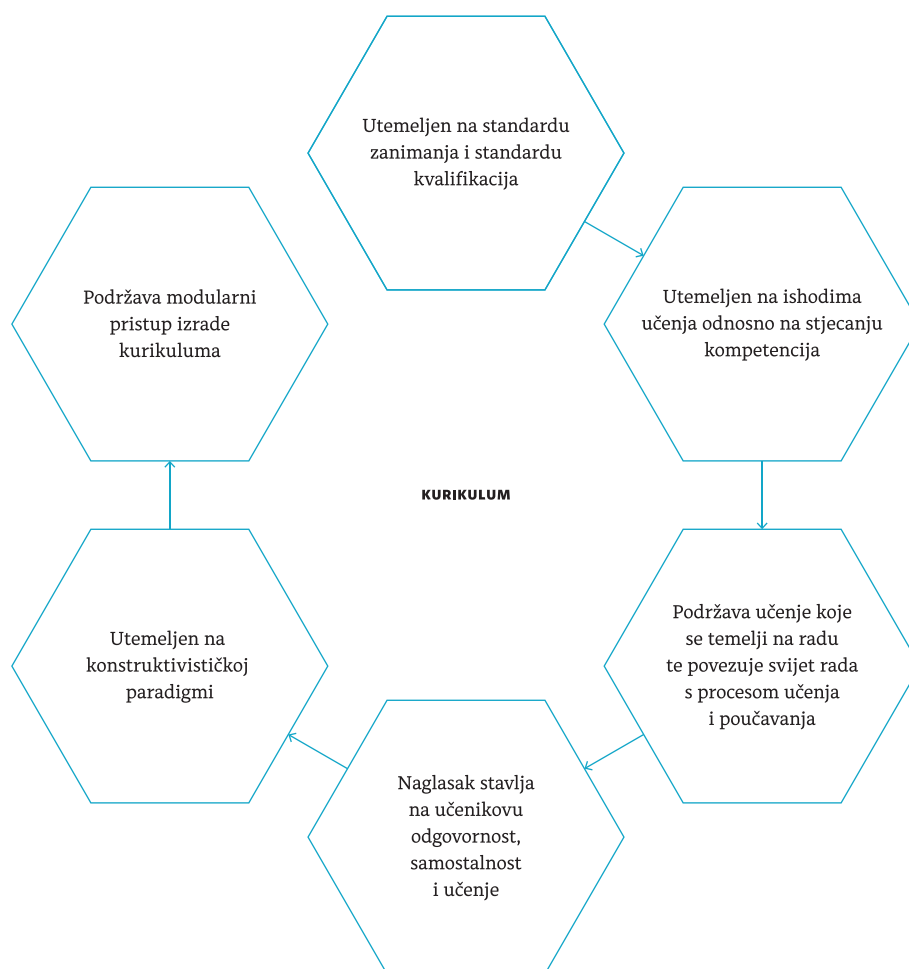 Utemeljen na standardu
zanimanja i standardu
kvalifikacija
Utemeljen na ishodima
učenja odnosno na stjecanju
kompetencija
Podržava učenje koje
se temelji na radu
te povezuje svijet rada
s procesom učenja
i poučavanja
Naglasak stavlja
na učenikovu
odgovornost,
samostalnost
i učenje
Utemeljen na
konstruktivističkoj
paradigmi
Podržava modularni
pristup izrade
kurikuluma
KURIKULUM